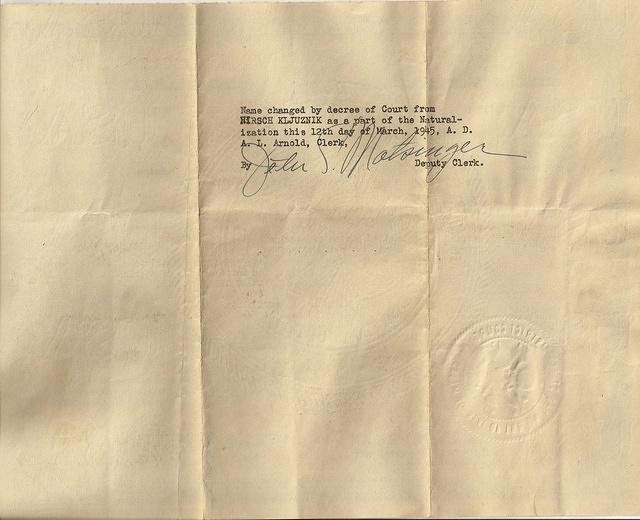 Name changed by decree of Court from
HIRSCH KLJUZNIK as a part of the Natural-
ization this 12th day of March, 1945, A. D.
A. L. Arnold, Clerk,
By John S. Motsinger Deputy Clerk.